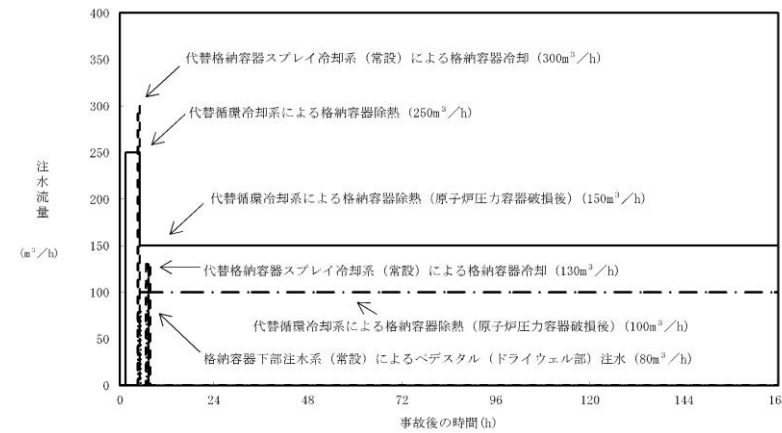 400
代替格納容器スプレイ冷却系（常設）による格納容器冷却（300m³／h）
350
300
代替循環冷却系による格納容器除熱（250m³／h）
250
注水流量
(m³／h)
200
代替循環冷却系による格納容器除熱（原子炉圧力容器破損後）（150m³／h）
150
代替格納容器スプレイ冷却系（常設）による格納容器冷却（130m³／h）
100
代替循環冷却系による格納容器除熱（原子炉圧力容器破損後）（100m³／h）
50
格納容器下部注水系（常設）によるペデスタル（ドライウェル部）注水（80m³／h）
0
0 24 48 72 96 120 144 16
事故後の時間(h)